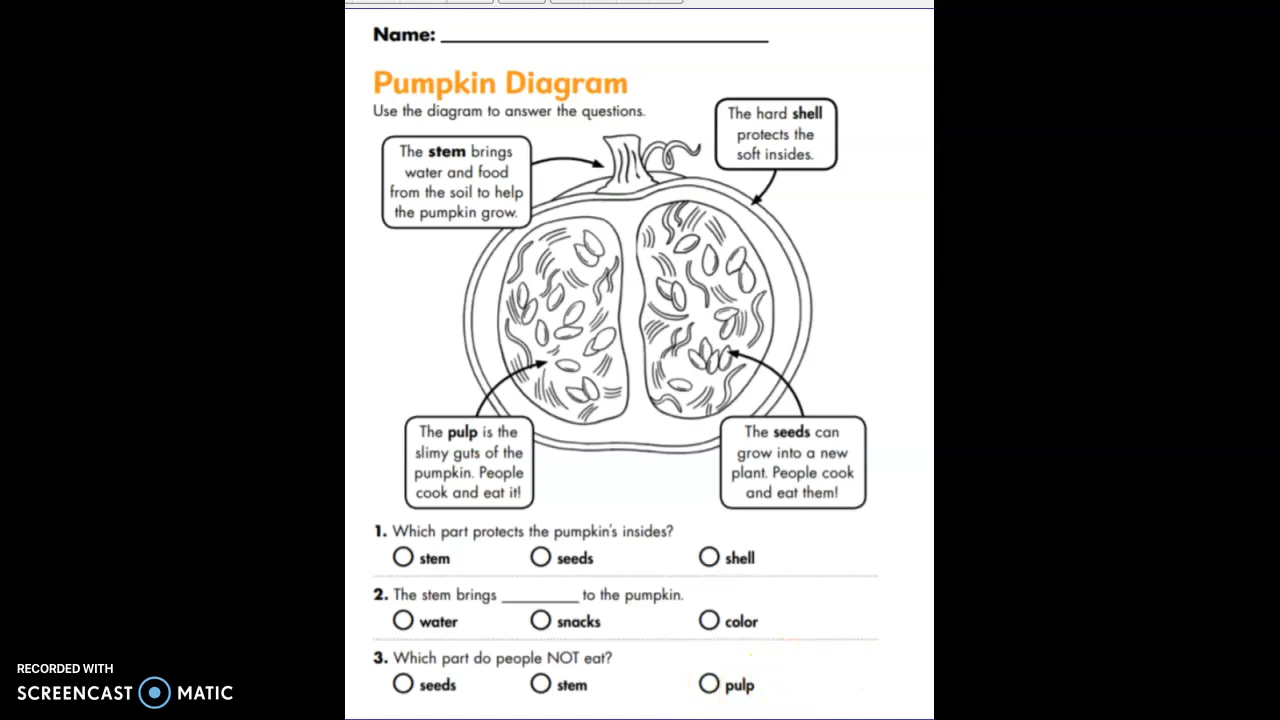 Name:
Pumpkin Diagram
Use the diagram to answer the questions.
The hard shell
protects the
soft insides.
The stem brings
water and food
from the soil to help
the pumpkin grow.
The pulp is the
slimy guts of the
pumpkin. People
cook and eat it!
The seeds can
grow into a new
plant. People cook
and eat them!
1. Which part protects the pumpkin's insides?
stem seeds shell
2. The stem brings ________ to the pumpkin.
water snacks color
3. Which part do people NOT eat?
seeds stem pulp
RECORDED WITH
SCREENCAST MATIC